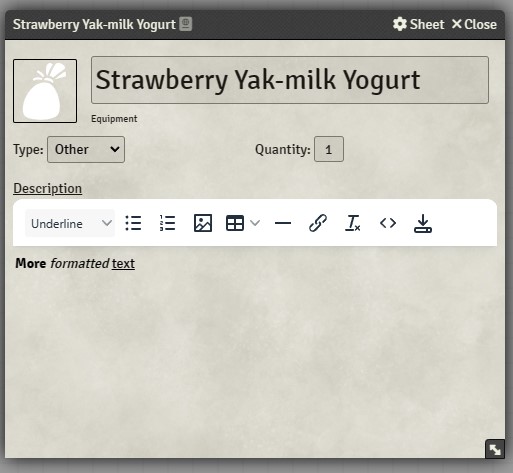 Strawberry Yak-milk Yogurt Sheet Close
Strawberry Yak-milk Yogurt
Equipment
Type: Other Quantity: 1
Description
Underline
More formatted text